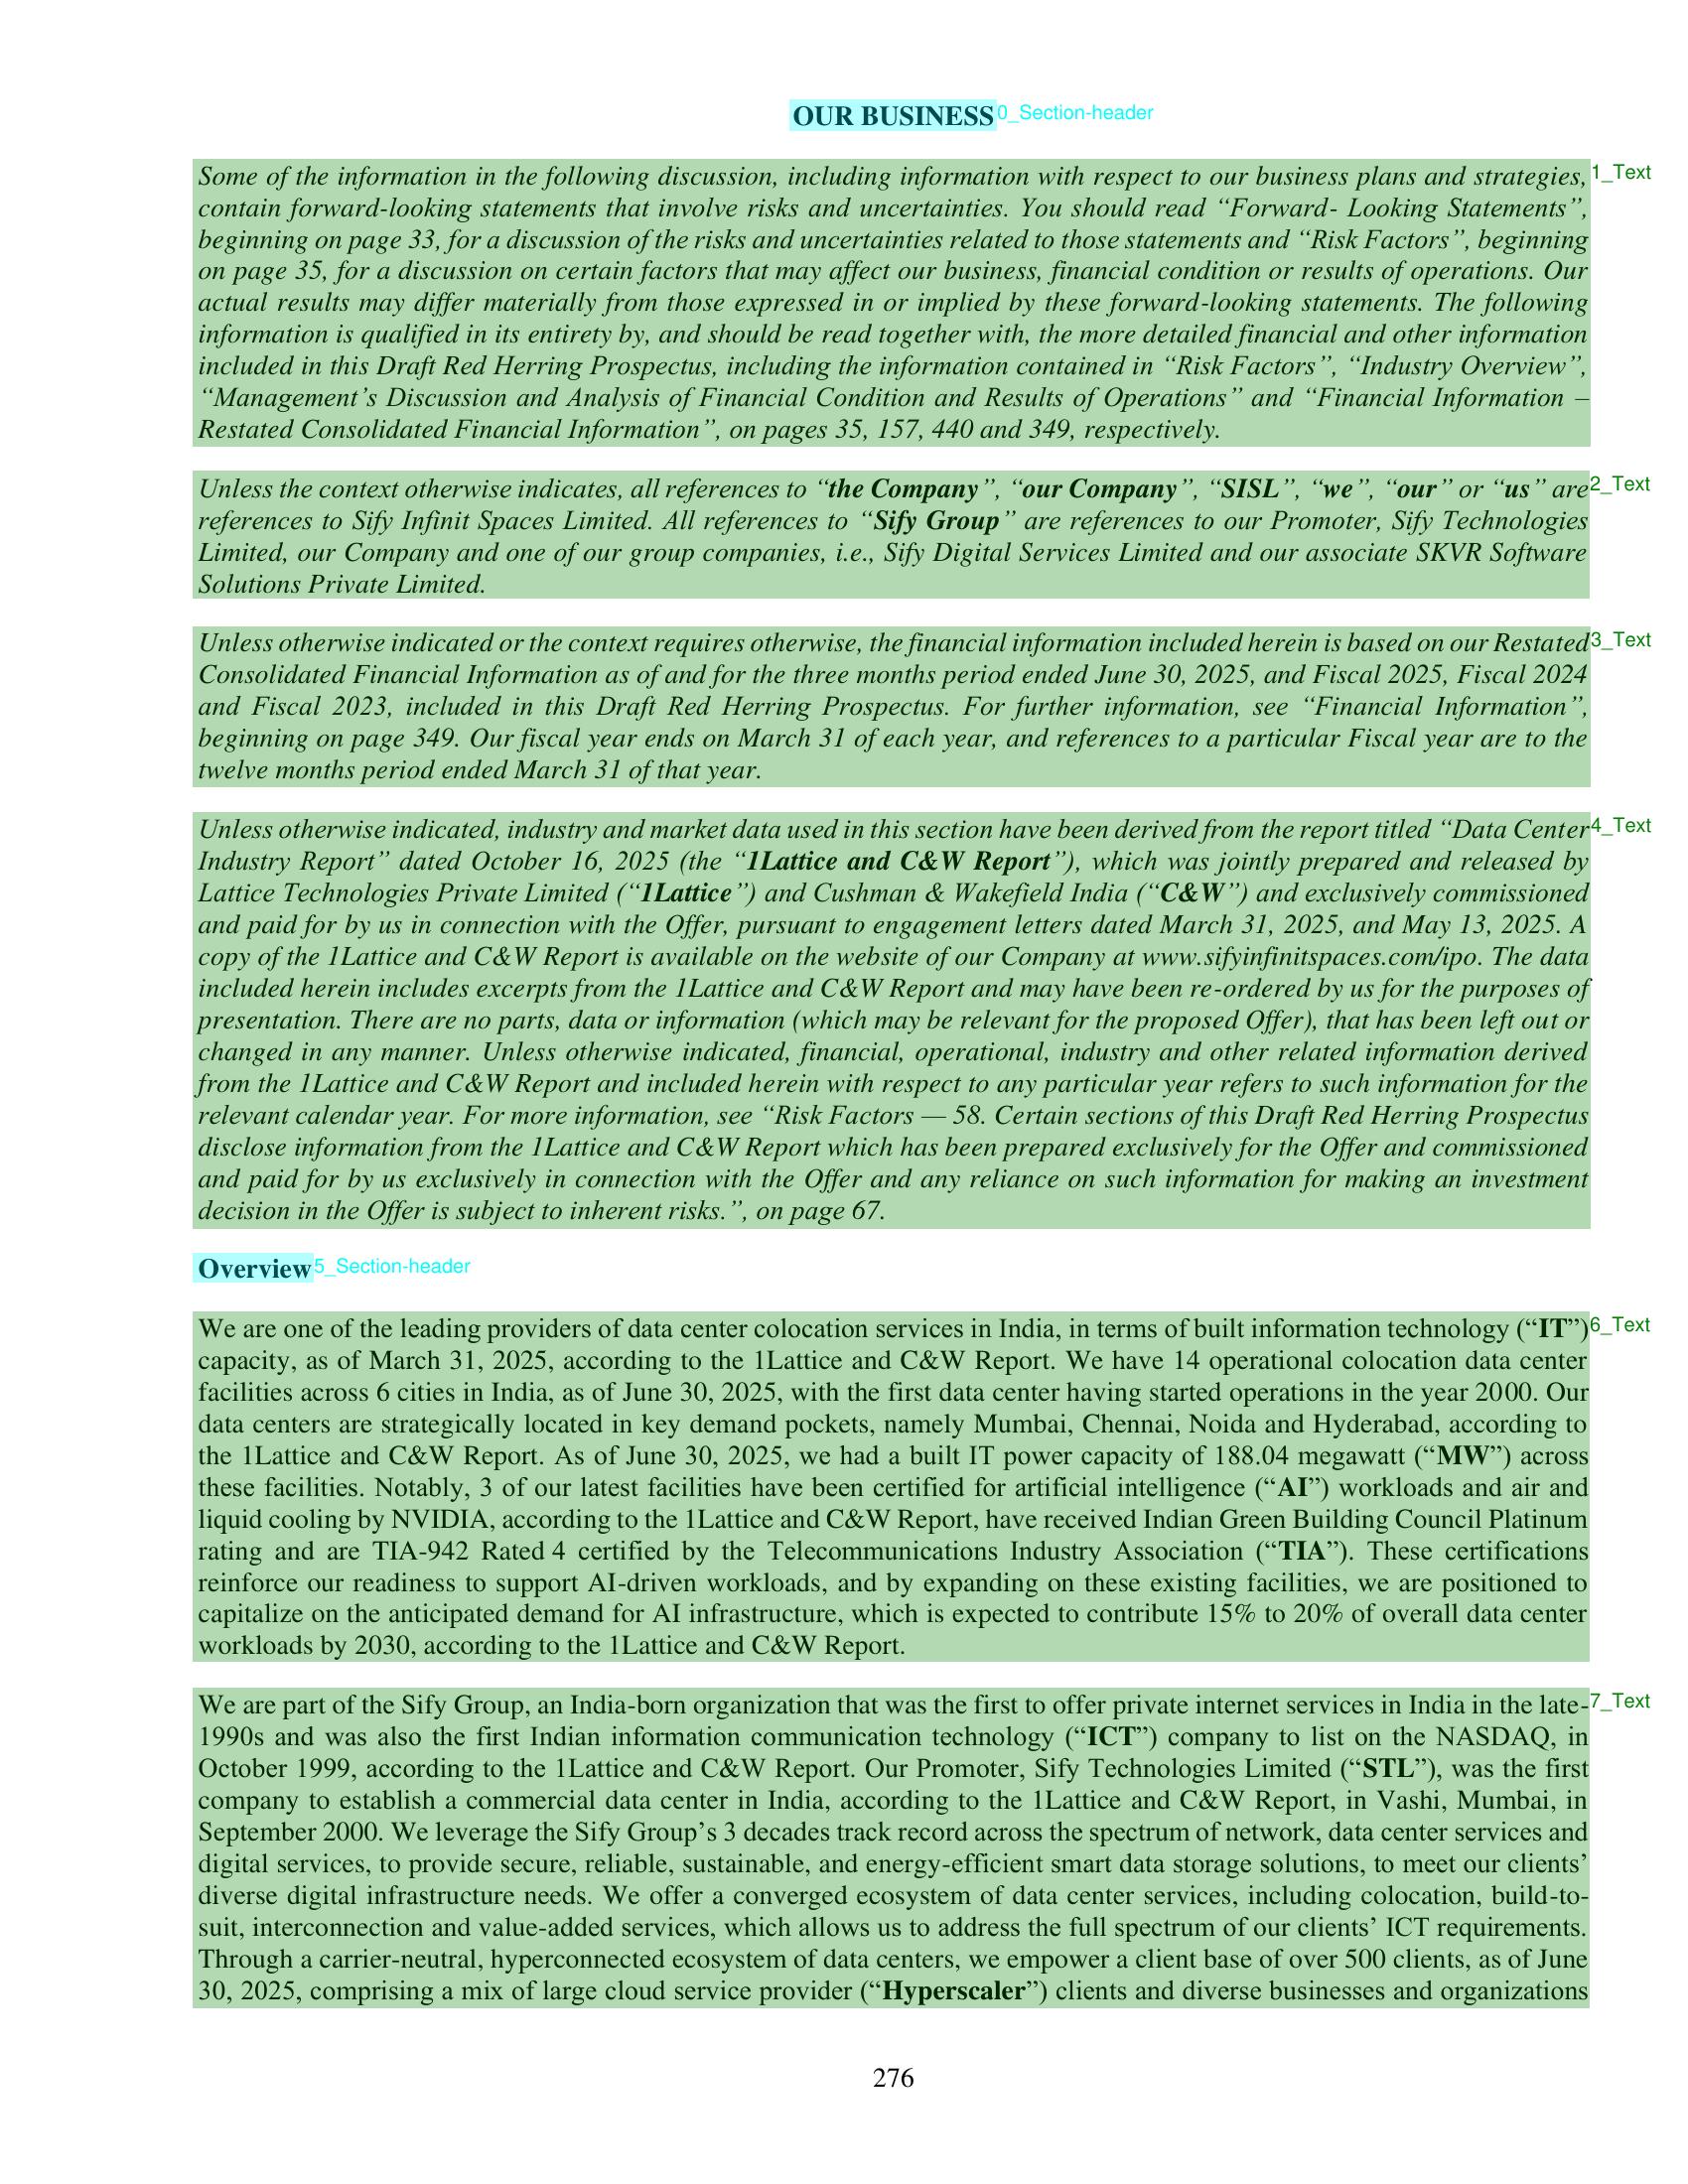 OUR BUSINESS 0_Section-header
Some of the information in the following discussion, including information with respect to our business plans and strategies, 1_Text
contain forward-looking statements that involve risks and uncertainties. You should read “Forward- Looking Statements”,
beginning on page 33, for a discussion of the risks and uncertainties related to those statements and “Risk Factors”, beginning
on page 35, for a discussion on certain factors that may affect our business, financial condition or results of operations. Our
actual results may differ materially from those expressed in or implied by these forward-looking statements. The following
information is qualified in its entirety by, and should be read together with, the more detailed financial and other information
included in this Draft Red Herring Prospectus, including the information contained in “Risk Factors”, “Industry Overview”,
“Management’s Discussion and Analysis of Financial Condition and Results of Operations” and “Financial Information –
Restated Consolidated Financial Information”, on pages 35, 157, 440 and 349, respectively.
Unless the context otherwise indicates, all references to “the Company”, “our Company”, “SISL”, “we”, “our” or “us” are 2_Text
references to Sify Infinit Spaces Limited. All references to “Sify Group” are references to our Promoter, Sify Technologies
Limited, our Company and one of our group companies, i.e., Sify Digital Services Limited and our associate SKVR Software
Solutions Private Limited.
Unless otherwise indicated or the context requires otherwise, the financial information included herein is based on our Restated 3_Text
Consolidated Financial Information as of and for the three months period ended June 30, 2025, and Fiscal 2025, Fiscal 2024
and Fiscal 2023, included in this Draft Red Herring Prospectus. For further information, see “Financial Information”,
beginning on page 349. Our fiscal year ends on March 31 of each year, and references to a particular Fiscal year are to the
twelve months period ended March 31 of that year.
Unless otherwise indicated, industry and market data used in this section have been derived from the report titled “Data Center 4_Text
Industry Report” dated October 16, 2025 (the “1Lattice and C&W Report”), which was jointly prepared and released by
Lattice Technologies Private Limited (“1Lattice”) and Cushman & Wakefield India (“C&W”) and exclusively commissioned
and paid for by us in connection with the Offer, pursuant to engagement letters dated March 31, 2025, and May 13, 2025. A
copy of the 1Lattice and C&W Report is available on the website of our Company at www.sifyinfinitspaces.com/ipo. The data
included herein includes excerpts from the 1Lattice and C&W Report and may have been re-ordered by us for the purposes of
presentation. There are no parts, data or information (which may be relevant for the proposed Offer), that has been left out or
changed in any manner. Unless otherwise indicated, financial, operational, industry and other related information derived
from the 1Lattice and C&W Report and included herein with respect to any particular year refers to such information for the
relevant calendar year. For more information, see “Risk Factors — 58. Certain sections of this Draft Red Herring Prospectus
disclose information from the 1Lattice and C&W Report which has been prepared exclusively for the Offer and commissioned
and paid for by us exclusively in connection with the Offer and any reliance on such information for making an investment
decision in the Offer is subject to inherent risks.”, on page 67.
Overview 5_Section-header
We are one of the leading providers of data center colocation services in India, in terms of built information technology (“IT”) 6_Text
capacity, as of March 31, 2025, according to the 1Lattice and C&W Report. We have 14 operational colocation data center
facilities across 6 cities in India, as of June 30, 2025, with the first data center having started operations in the year 2000. Our
data centers are strategically located in key demand pockets, namely Mumbai, Chennai, Noida and Hyderabad, according to
the 1Lattice and C&W Report. As of June 30, 2025, we had a built IT power capacity of 188.04 megawatt (“MW”) across
these facilities. Notably, 3 of our latest facilities have been certified for artificial intelligence (“AI”) workloads and air and
liquid cooling by NVIDIA, according to the 1Lattice and C&W Report, have received Indian Green Building Council Platinum
rating and are TIA-942 Rated 4 certified by the Telecommunications Industry Association (“TIA”). These certifications
reinforce our readiness to support AI-driven workloads, and by expanding on these existing facilities, we are positioned to
capitalize on the anticipated demand for AI infrastructure, which is expected to contribute 15% to 20% of overall data center
workloads by 2030, according to the 1Lattice and C&W Report.
We are part of the Sify Group, an India-born organization that was the first to offer private internet services in India in the late- 7_Text
1990s and was also the first Indian information communication technology (“ICT”) company to list on the NASDAQ, in
October 1999, according to the 1Lattice and C&W Report. Our Promoter, Sify Technologies Limited (“STL”), was the first
company to establish a commercial data center in India, according to the 1Lattice and C&W Report, in Vashi, Mumbai, in
September 2000. We leverage the Sify Group’s 3 decades track record across the spectrum of network, data center services and
digital services, to provide secure, reliable, sustainable, and energy-efficient smart data storage solutions, to meet our clients’
diverse digital infrastructure needs. We offer a converged ecosystem of data center services, including colocation, build-to-
suit, interconnection and value-added services, which allows us to address the full spectrum of our clients’ ICT requirements.
Through a carrier-neutral, hyperconnected ecosystem of data centers, we empower a client base of over 500 clients, as of June
30, 2025, comprising a mix of large cloud service provider (“Hyperscaler”) clients and diverse businesses and organizations
276